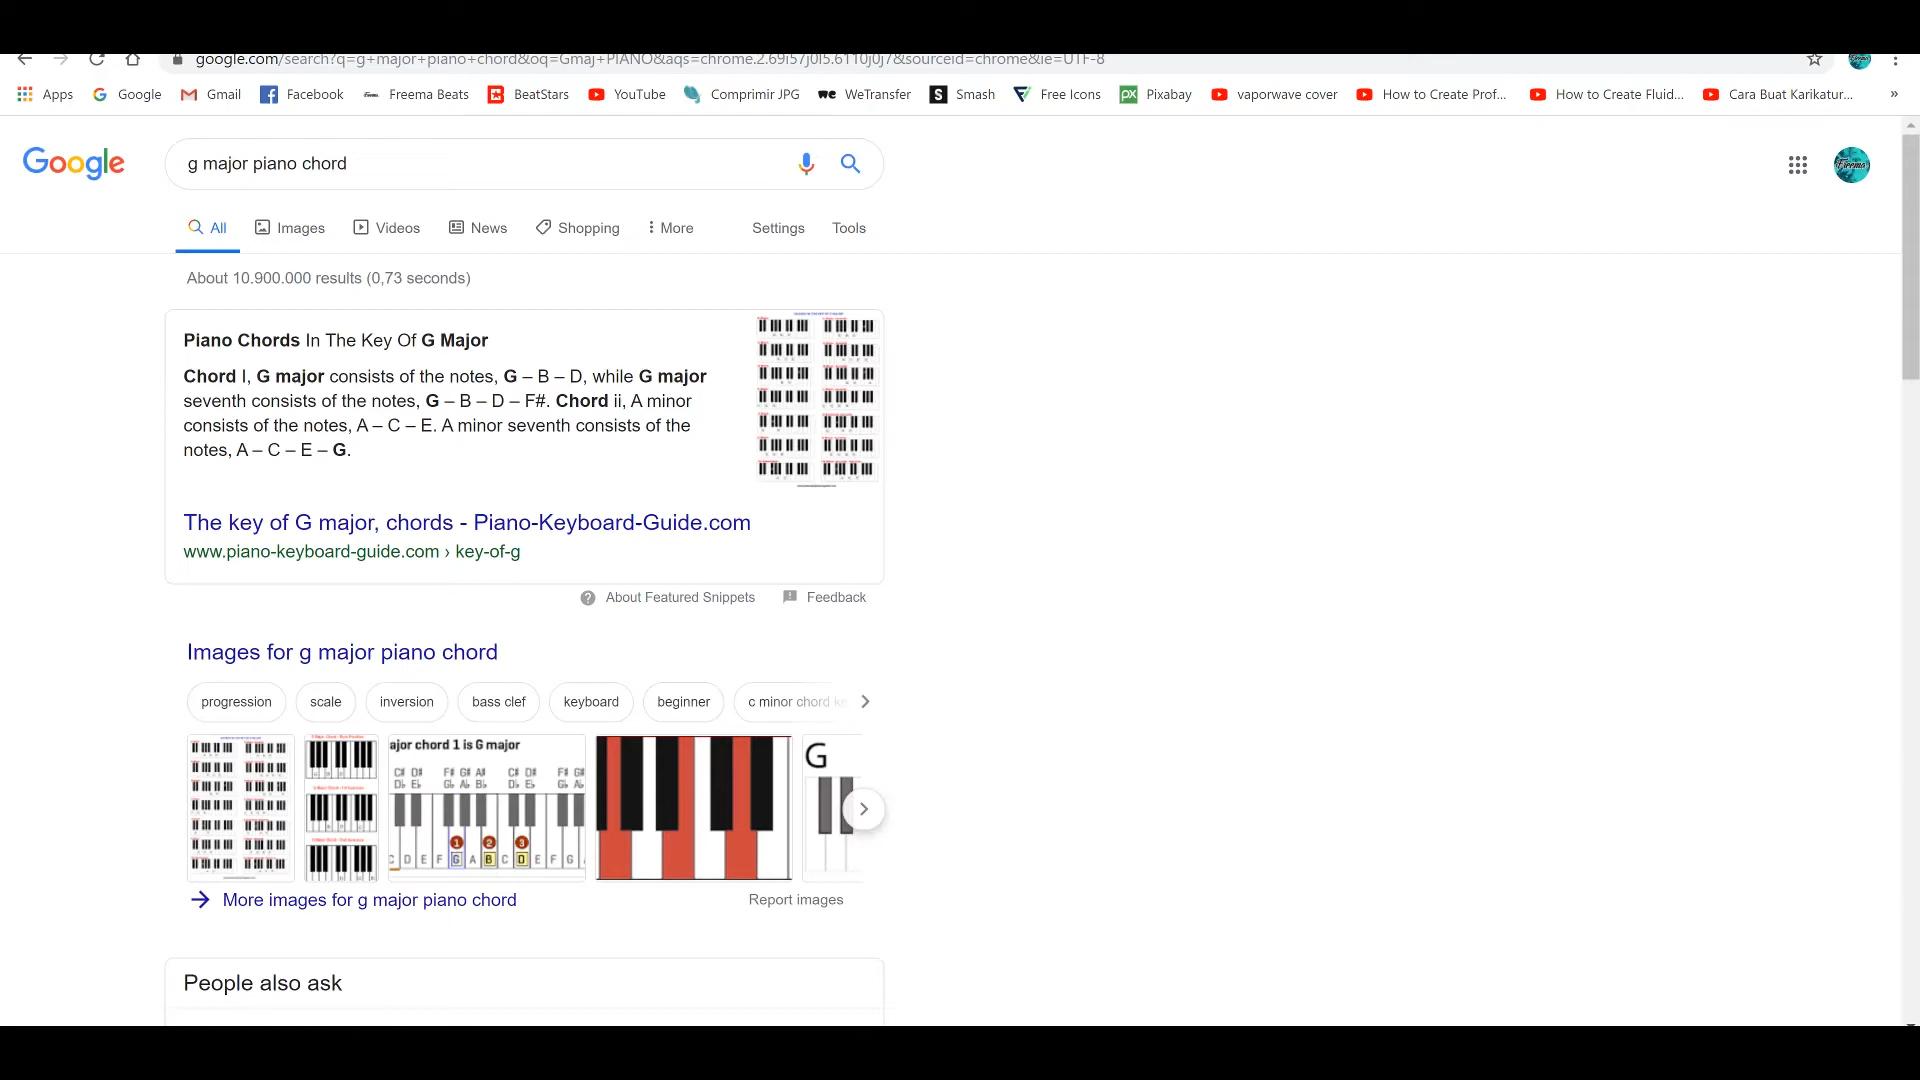 google.com/search?q=g+major+piano+chord&oq=Gmaj+PIANO&aqs=chrome.2.69i57j0l5.6110j0j7&sourceid=chrome&ie=UTF-8
Apps Google Gmail Facebook Freema Beats BeatStars YouTube Comprimir JPG WeTransfer Smash Free Icons Pixabay vaporwave cover How to Create Prof... How to Create Fluid... Cara Buat Karikatur... »
Google
g major piano chord
All Images Videos News Shopping More Settings Tools
About 10.900.000 results (0,73 seconds)
Piano Chords In The Key Of G Major
Chord I, G major consists of the notes, G – B – D, while G major
seventh consists of the notes, G – B – D – F#. Chord ii, A minor
consists of the notes, A – C – E. A minor seventh consists of the
notes, A – C – E – G.
The key of G major, chords - Piano-Keyboard-Guide.com
www.piano-keyboard-guide.com › key-of-g
About Featured Snippets Feedback
Images for g major piano chord
progression scale inversion bass clef keyboard beginner c minor chord ke
ajor chord 1 is G major
C# D# F# G# A# C# D# F# G#
D♭ E♭ G♭ A♭ B♭ D♭ E♭ G♭ A♭
1 2 3
C D E F G A B C D E F G
G
More images for g major piano chord
Report images
People also ask